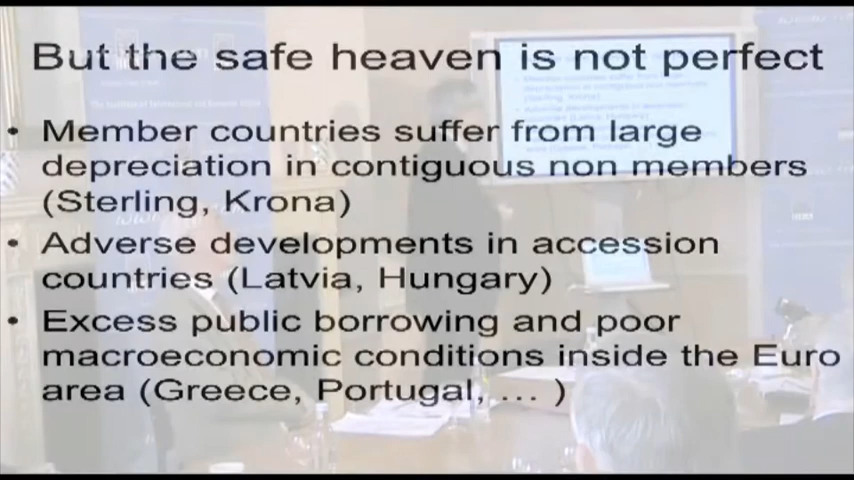 But the safe heaven is not perfect
• Member countries suffer from large
depreciation in contiguous non members
(Sterling, Krona)
• Adverse developments in accession
countries (Latvia, Hungary)
• Excess public borrowing and poor
macroeconomic conditions inside the Euro
area (Greece, Portugal, … )